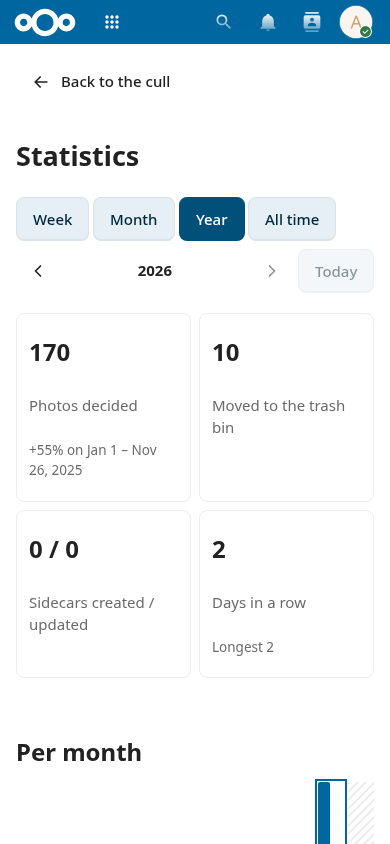 A
Back to the cull
Statistics
Week Month Year All time
2026 Today
170
Photos decided
+55% on Jan 1 – Nov
26, 2025
10
Moved to the trash
bin
0 / 0
Sidecars created /
updated
2
Days in a row
Longest 2
Per month